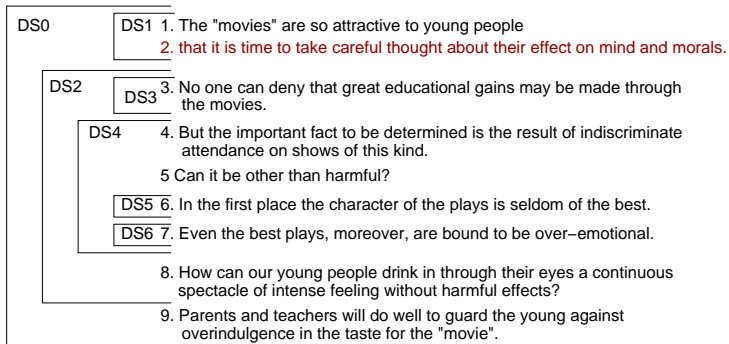 DS0 DS1 1. The "movies" are so attractive to young people
2. that it is time to take careful thought about their effect on mind and morals.
DS2 DS3 3. No one can deny that great educational gains may be made through
the movies.
DS4 4. But the important fact to be determined is the result of indiscriminate
attendance on shows of this kind.
5 Can it be other than harmful?
DS5 6. In the first place the character of the plays is seldom of the best.
DS6 7. Even the best plays, moreover, are bound to be over−emotional.
8. How can our young people drink in through their eyes a continuous
spectacle of intense feeling without harmful effects?
9. Parents and teachers will do well to guard the young against
overindulgence in the taste for the "movie".